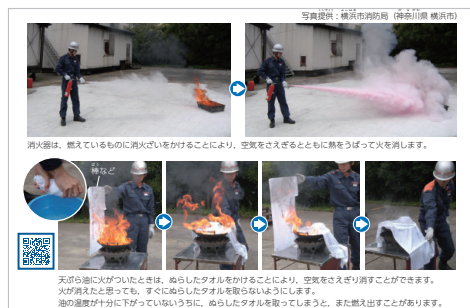 写真提供：横浜市消防局（神奈川県 横浜市）
消火器は、燃えているものに消火ざいをかけることにより、空気をさえぎるとともに熱をうばって火を消します。
棒など
天ぷら油に火がついたときは、ぬらしたタオルをかけることにより、空気をさえぎり消すことができます。
火が消えたと思っても、すぐにぬらしたタオルを取らないようにします。
油の温度が十分に下がっていないうちに、ぬらしたタオルを取ってしまうと、また燃え出すことがあります。